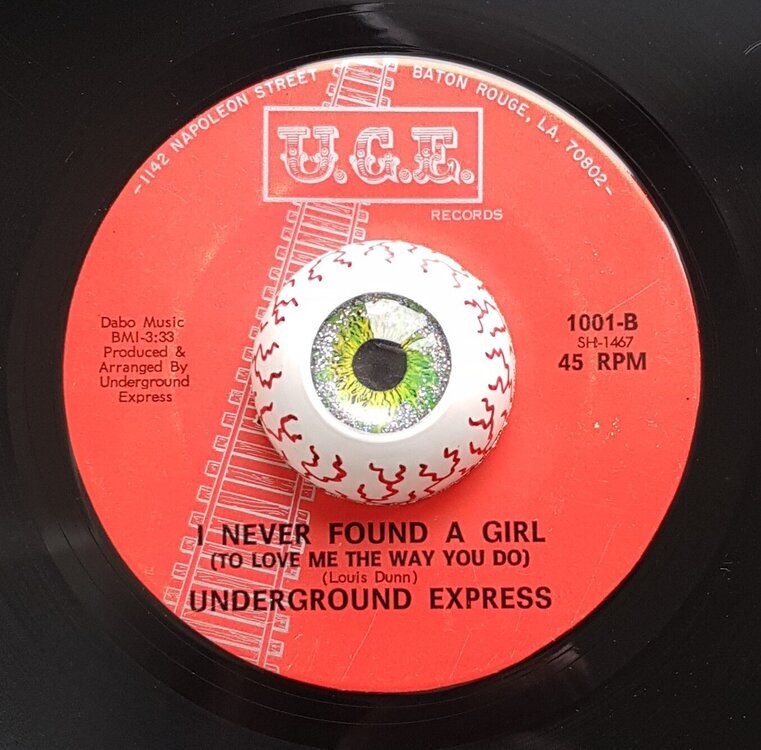 -1142 NAPOLEON STREET BATON ROUGE, LA. 70802-
U.G.E.
RECORDS
Dabo Music
BMI-3:33
Produced &
Arranged By
Underground
Express
1001-B
SH-1467
45 RPM
I NEVER FOUND A GIRL
(TO LOVE ME THE WAY YOU DO)
(Louis Dunn)
UNDERGROUND EXPRESS